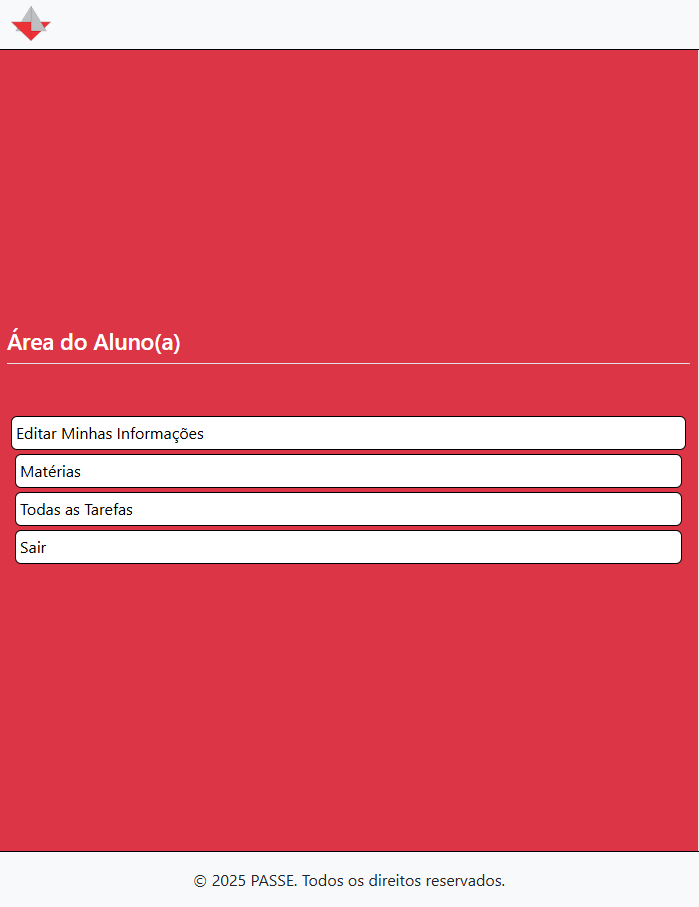 Área do Aluno(a)
Editar Minhas Informações
Matérias
Todas as Tarefas
Sair
© 2025 PASSE. Todos os direitos reservados.